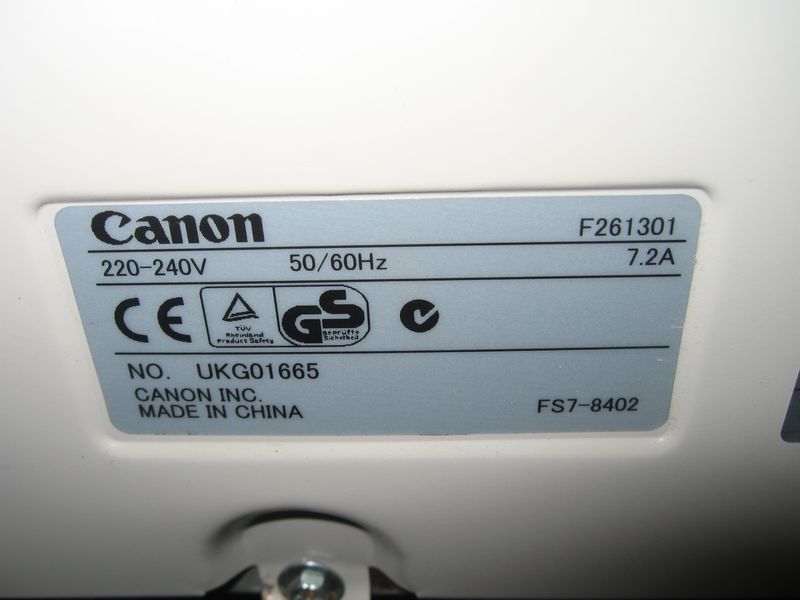 Canon F261301
220-240V 50/60Hz 7.2A
CE
TÜV
Rheinland
Product Safety
GS
geprüfte
Sicherheit
NO. UKG01665
CANON INC.
MADE IN CHINA
FS7-8402